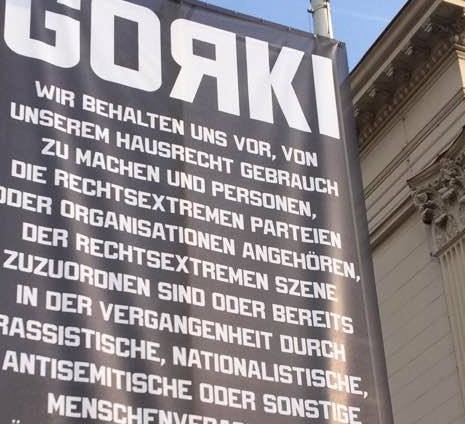 GOЯKI
WIR BEHALTEN UNS VOR, VON
UNSEREM HAUSRECHT GEBRAUCH
ZU MACHEN UND PERSONEN,
DIE RECHTSEXTREMEN PARTEIEN
ODER ORGANISATIONEN ANGEHÖREN,
DER RECHTSEXTREMEN SZENE
ZUZUORDNEN SIND ODER BEREITS
IN DER VERGANGENHEIT DURCH
RASSISTISCHE, NATIONALISTISCHE,
ANTISEMITISCHE ODER SONSTIGE